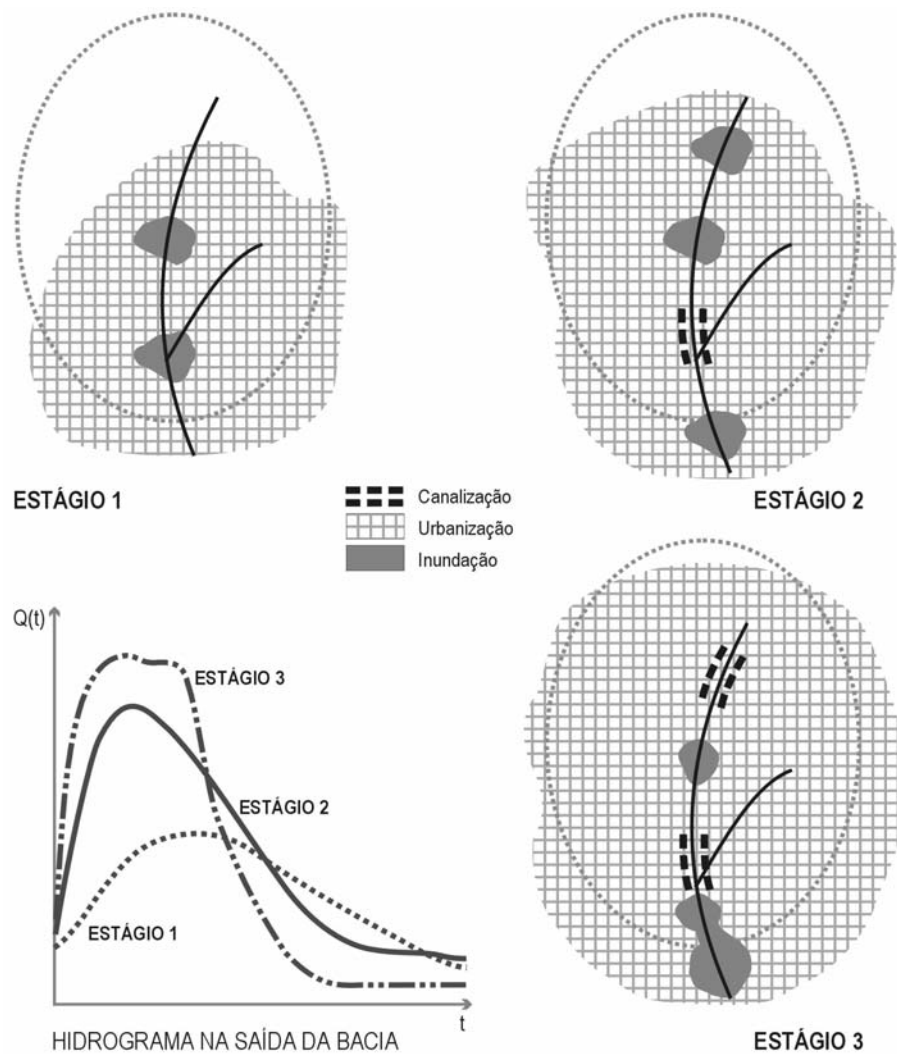 ESTÁGIO 1
ESTÁGIO 2
Canalização
Urbanização
Inundação
Q(t)
ESTÁGIO 3
ESTÁGIO 2
ESTÁGIO 1
t
HIDROGRAMA NA SAÍDA DA BACIA
ESTÁGIO 3